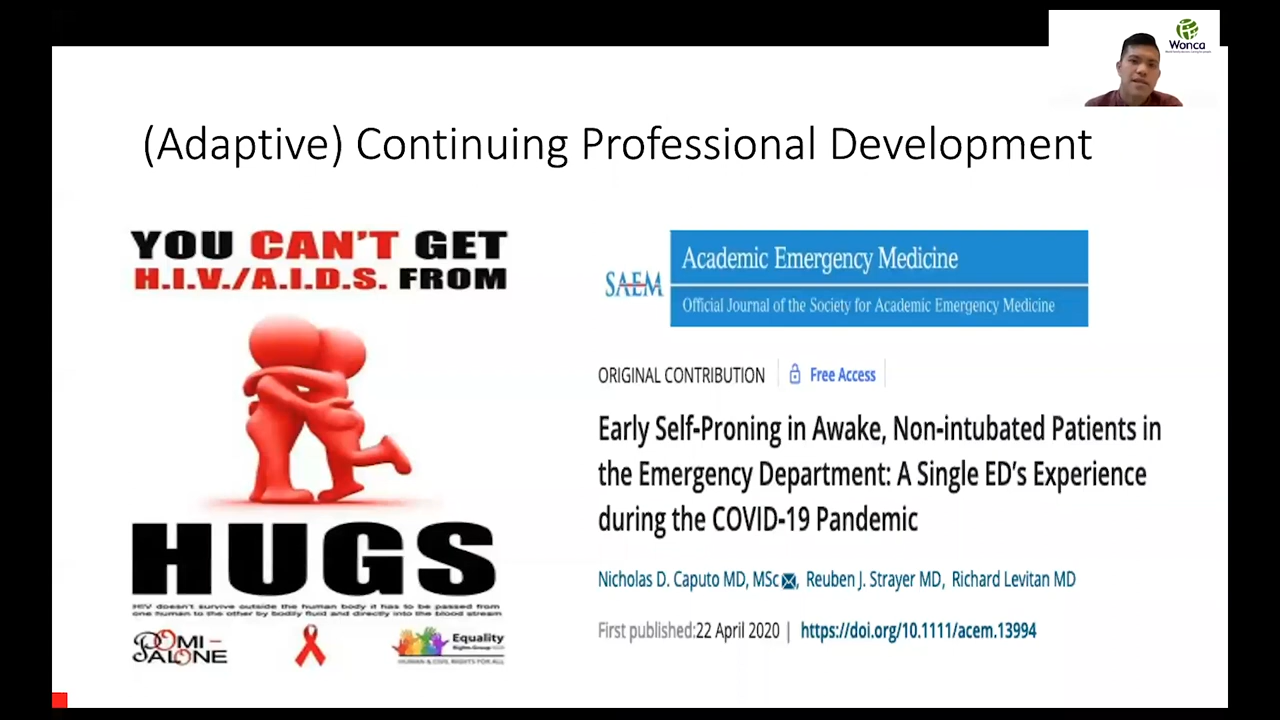 Wonca
(Adaptive) Continuing Professional Development
YOU CAN'T GET
H.I.V./A.I.D.S. FROM
HUGS
HIV doesn't survive outside the human body it has to be passed from
one human to the other by bodily fluid and directly into the blood stream
DOMI-
SALONE
Equality
Rights Group
HUMAN & CIVIL RIGHTS FOR ALL
SAEM
Academic Emergency Medicine
Official Journal of the Society for Academic Emergency Medicine
ORIGINAL CONTRIBUTION
Free Access
Early Self-Proning in Awake, Non-intubated Patients in
the Emergency Department: A Single ED's Experience
during the COVID-19 Pandemic
Nicholas D. Caputo MD, MSc, Reuben J. Strayer MD, Richard Levitan MD
First published:22 April 2020 | https://doi.org/10.1111/acem.13994